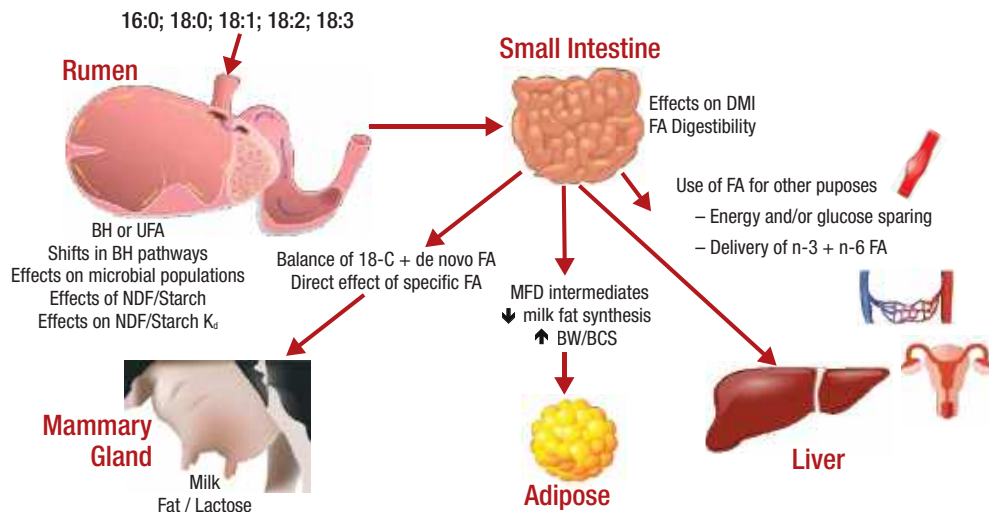 16:0; 18:0; 18:1; 18:2; 18:3
Rumen
Small Intestine
Effects on DMI
FA Digestibility
Use of FA for other puposes
– Energy and/or glucose sparing
– Delivery of n-3 + n-6 FA
BH or UFA
Shifts in BH pathways
Effects on microbial populations
Effects of NDF/Starch
Effects on NDF/Starch K<sub>d</sub>
Balance of 18-C + de novo FA
Direct effect of specific FA
MFD intermediates
🡇 milk fat synthesis
🡅 BW/BCS
Mammary
Gland
Milk
Fat / Lactose
Adipose
Liver